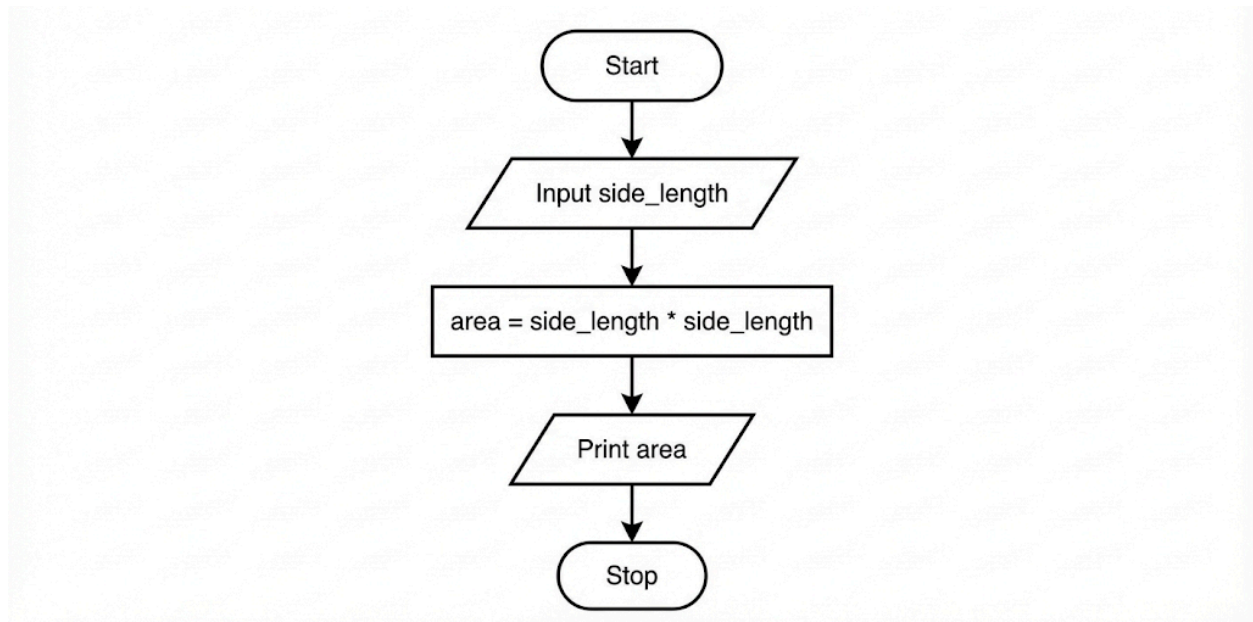 Start
Input side_length
area = side_length * side_length
Print area
Stop